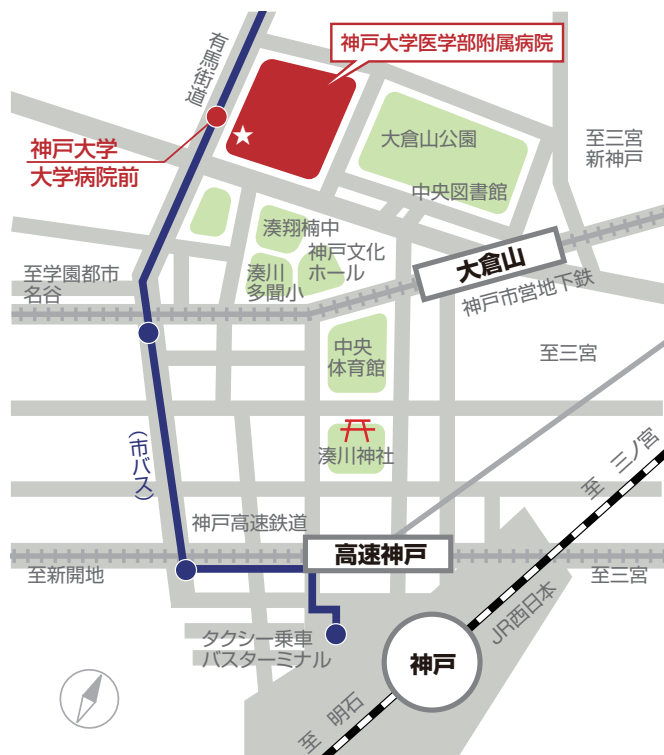 有馬街道
神戸大学医学部附属病院
神戸大学
大学病院前
大倉山公園
至三宮
新神戸
中央図書館
湊翔楠中
神戸文化
ホール
湊川
多聞小
大倉山
神戸市営地下鉄
至学園都市
名谷
中央
体育館
至三宮
(市バス)
湊川神社
至 三ノ宮
神戸高速鉄道
高速神戸
至新開地
至三宮
JR西日本
タクシー乗車
バスターミナル
神戸
至 明石